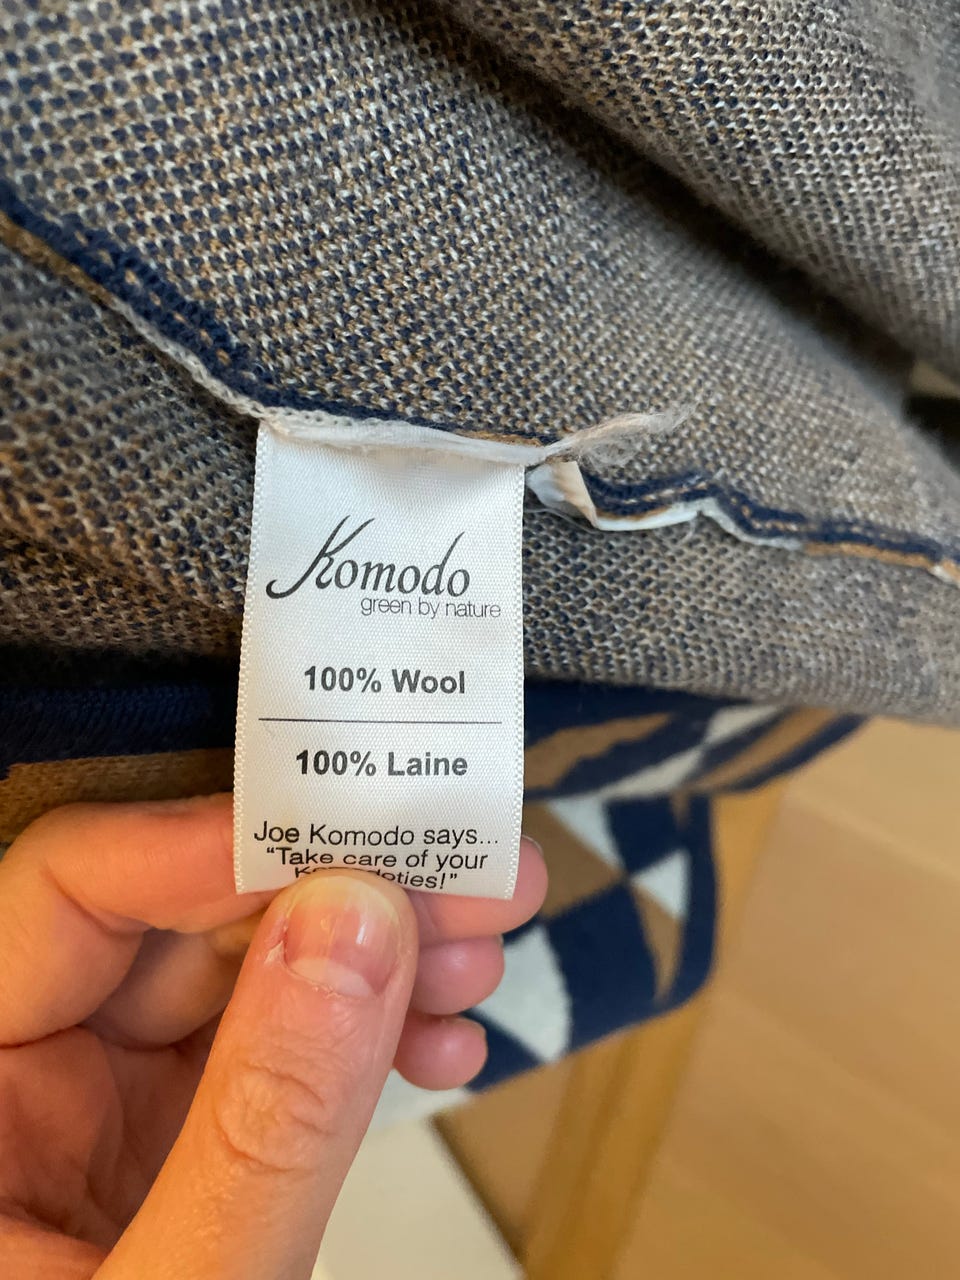 Komodo
green by nature
100% Wool
100% Laine
Joe Komodo says...
“Take care of your